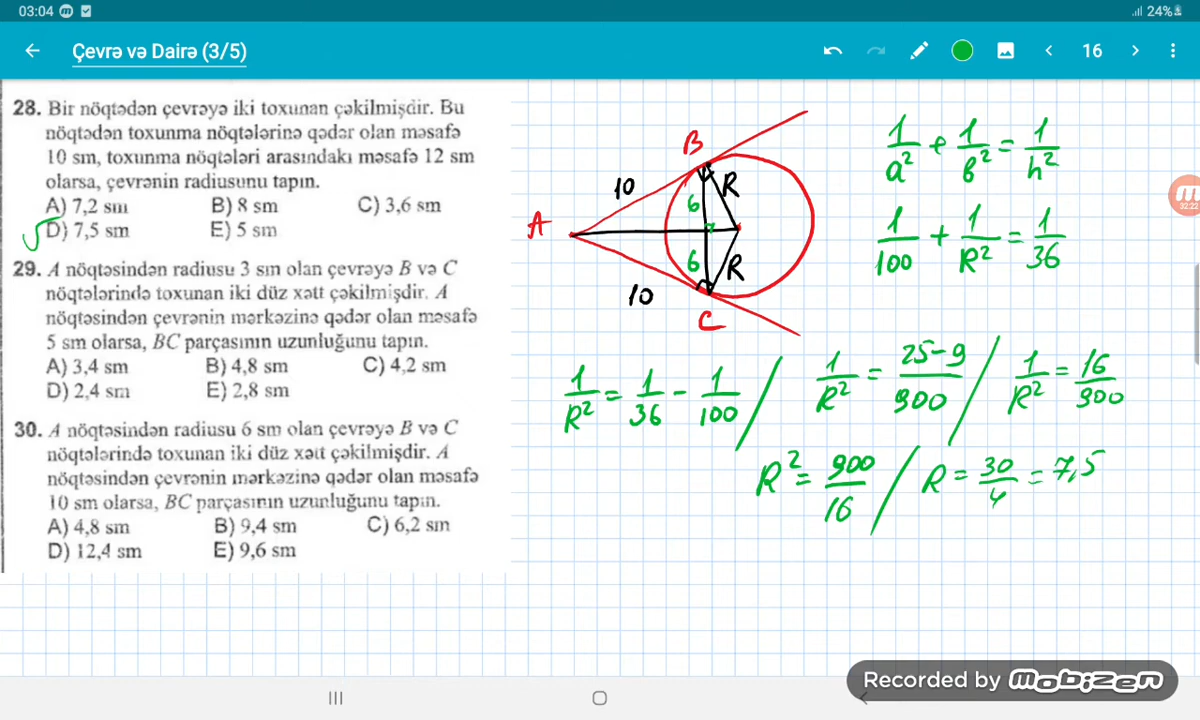 03:04
24%
Çevrə və Dairə (3/5)
16
28. Bir nöqtədən çevrəyə iki toxunan çəkilmişdir. Bu
nöqtədən toxunma nöqtələrinə qədər olan məsafə
10 sm, toxunma nöqtələri arasındakı məsafə 12 sm
olarsa, çevrənin radiusunu tapın.
A) 7,2 sm B) 8 sm C) 3,6 sm
D) 7,5 sm E) 5 sm
29. A nöqtəsindən radiusu 3 sm olan çevrəyə B və C
nöqtələrində toxunan iki düz xətt çəkilmişdir. A
nöqtəsindən çevrənin mərkəzinə qədər olan məsafə
5 sm olarsa, BC parçasının uzunluğunu tapın.
A) 3,4 sm B) 4,8 sm C) 4,2 sm
D) 2,4 sm E) 2,8 sm
30. A nöqtəsindən radiusu 6 sm olan çevrəyə B və C
nöqtələrində toxunan iki düz xətt çəkilmişdir. A
nöqtəsindən çevrənin mərkəzinə qədər olan məsafə
10 sm olarsa, BC parçasının uzunluğunu tapın.
A) 4,8 sm B) 9,4 sm C) 6,2 sm
D) 12,4 sm E) 9,6 sm
B
10 R
6
A
6 R
10
C
1/a² + 1/b² = 1/h²
1/100 + 1/R² = 1/36
1/R² = 1/36 - 1/100 / 1/R² = 25-9/900 / 1/R² = 16/900
R² = 900/16 / R = 30/4 = 7,5
32:22
Recorded by mobizen